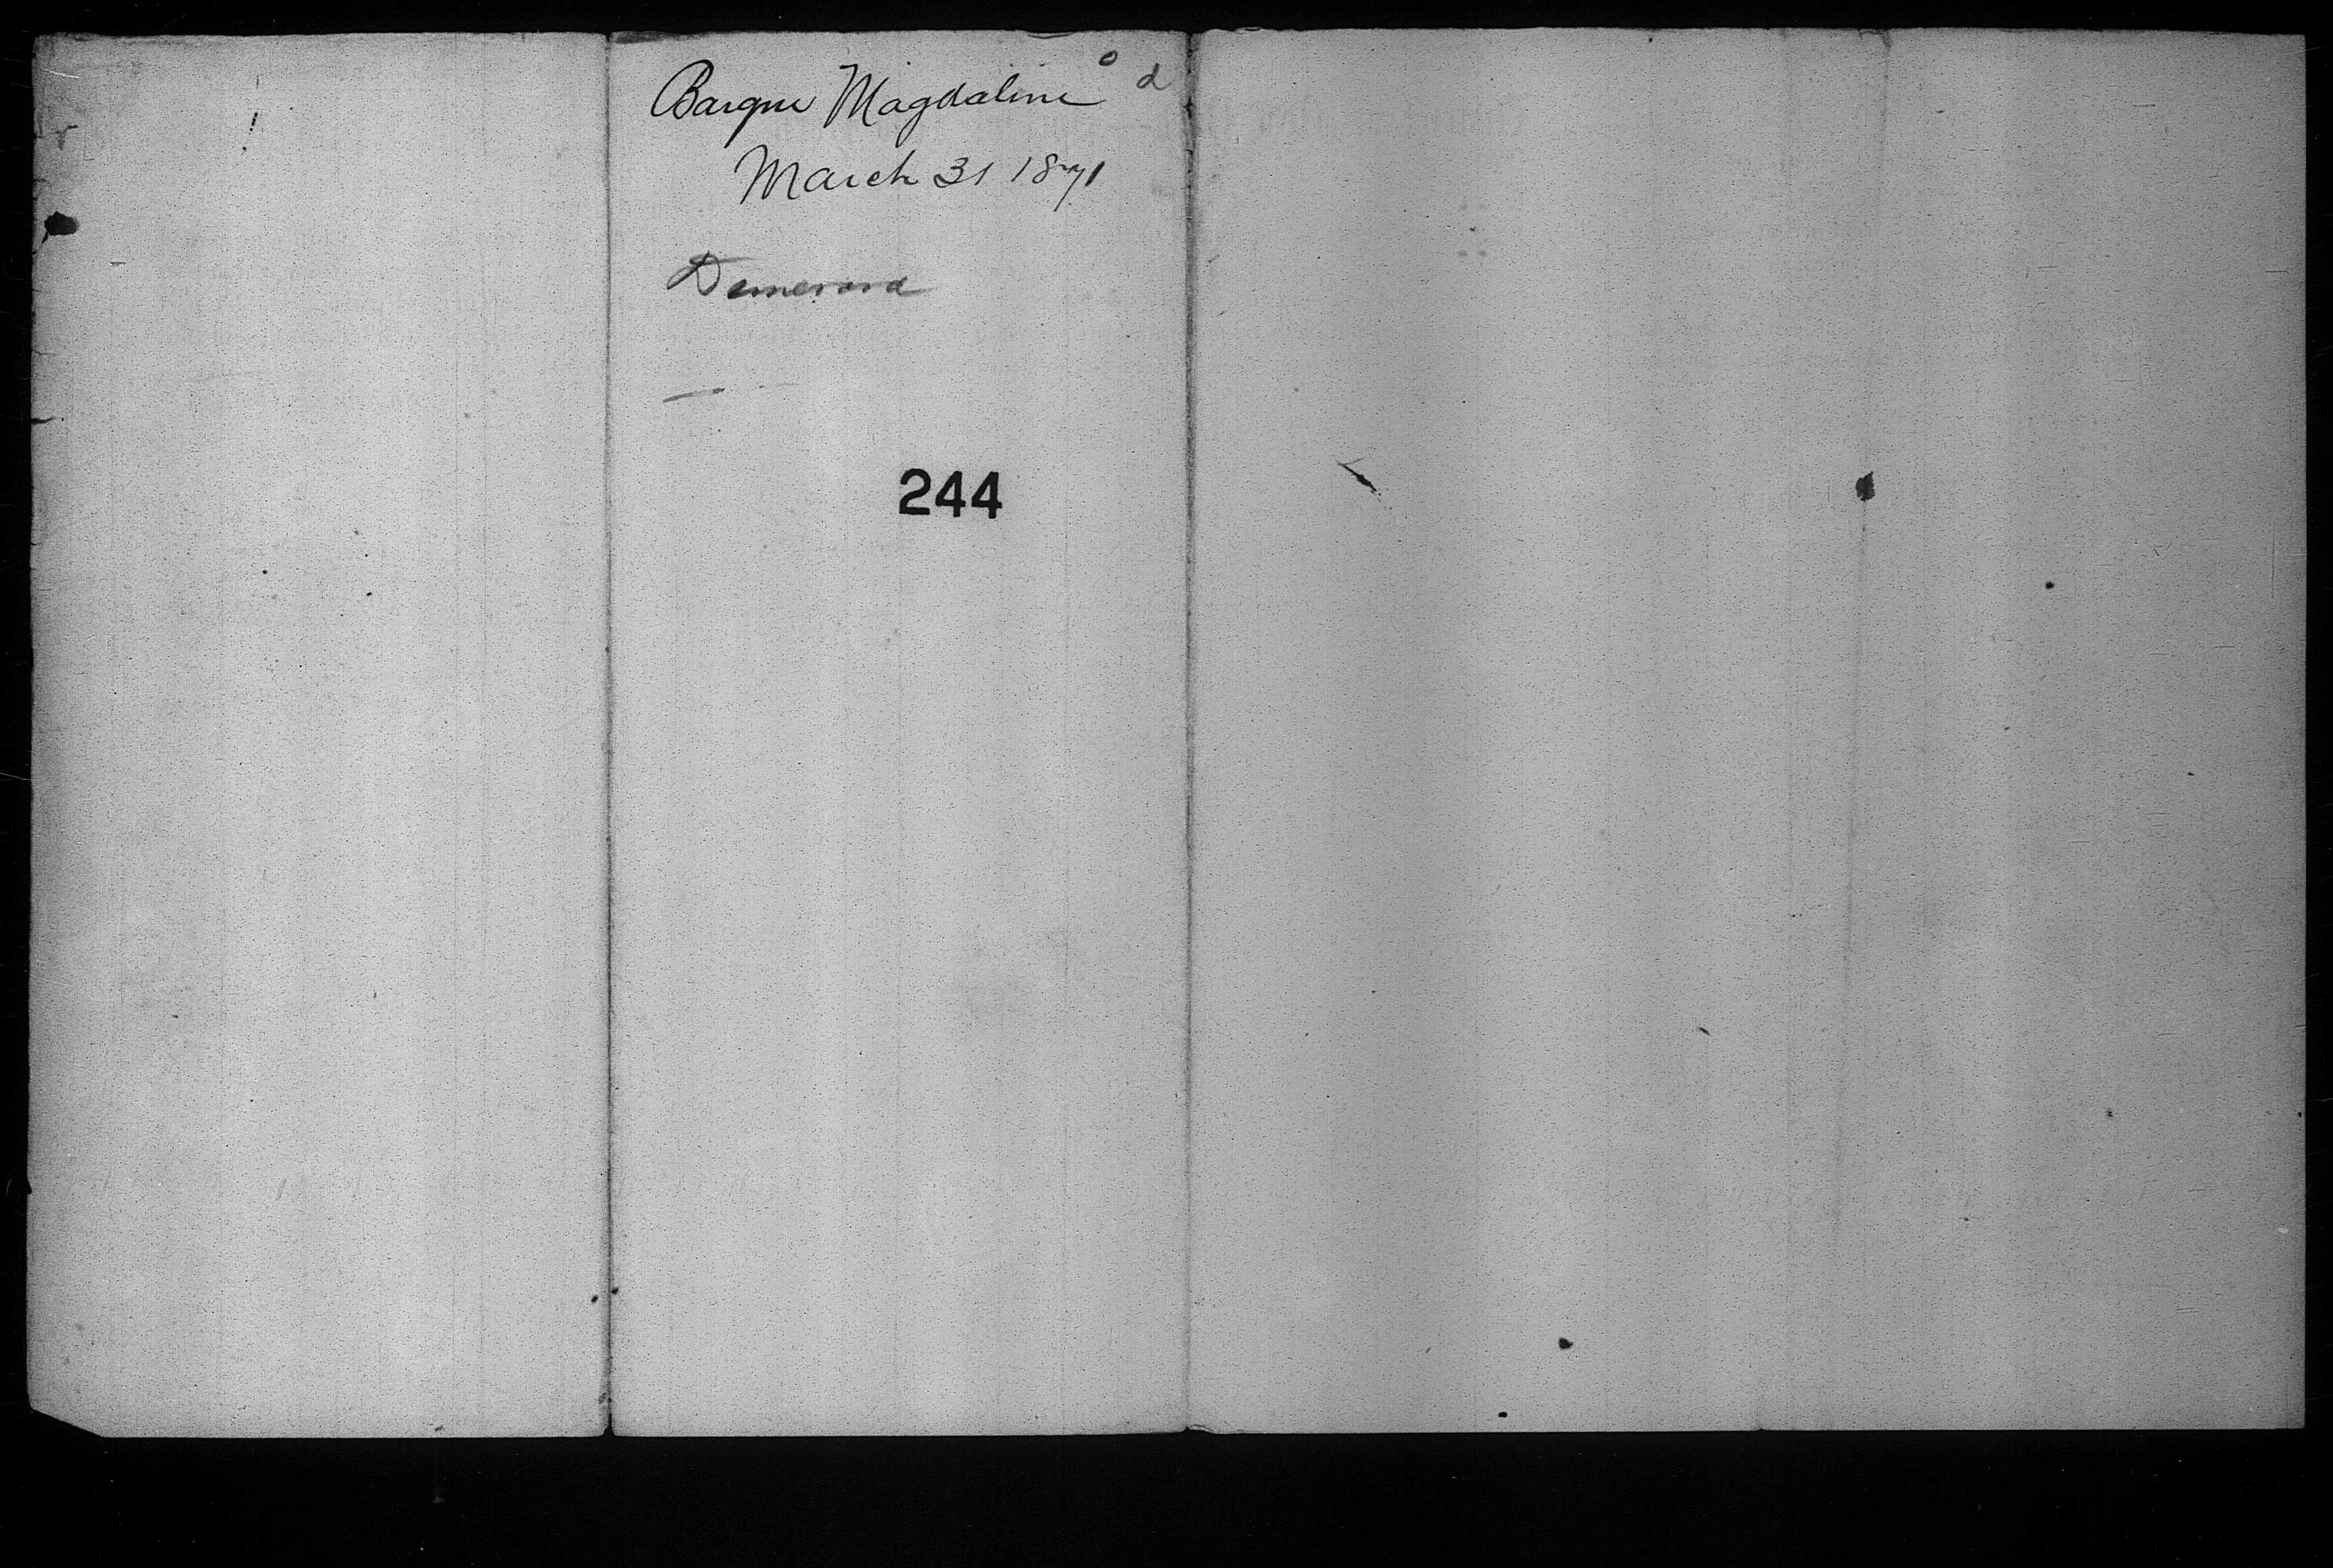 Barque Magdaline
March 31 1871
Demerara
244